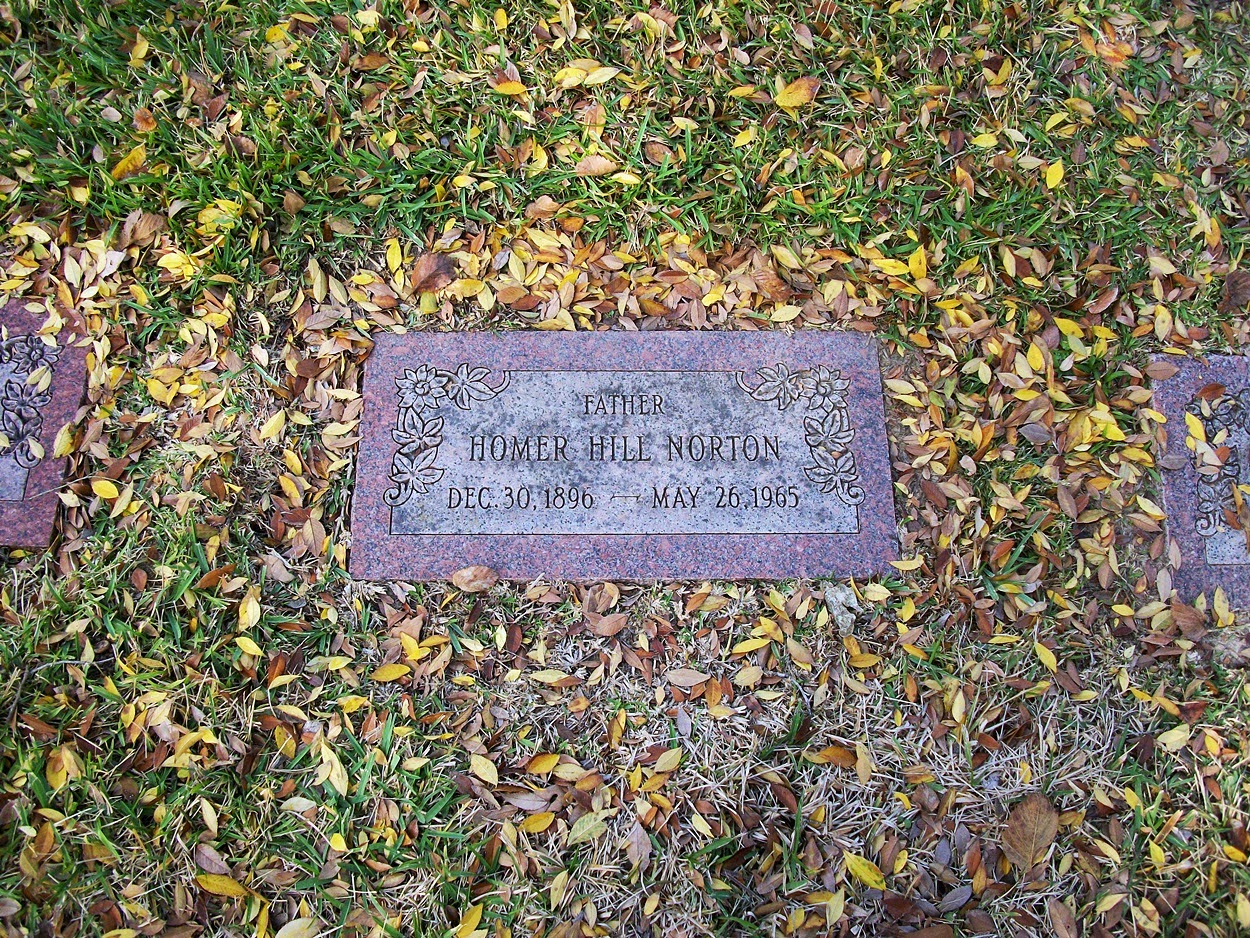 FATHER
HOMER HILL NORTON
DEC. 30, 1896 — MAY 26, 1965